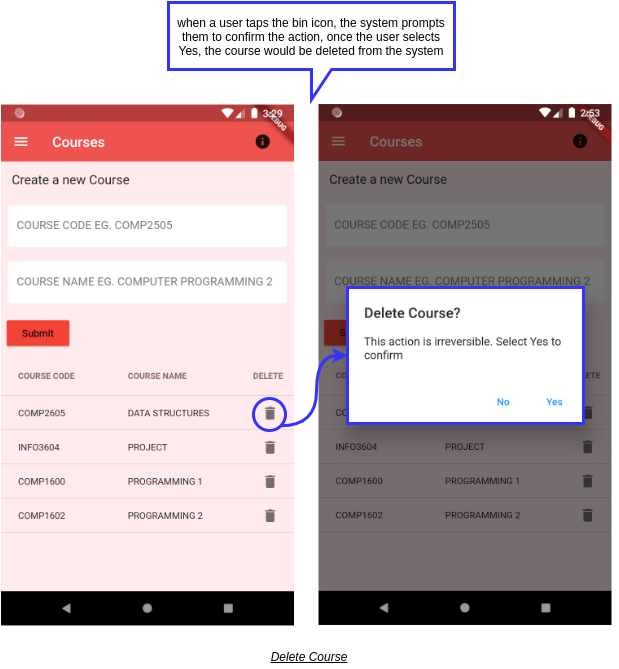 when a user taps the bin icon, the system prompts
them to confirm the action, once the user selects
Yes, the course would be deleted from the system
3:29
DEBUG
Courses
Create a new Course
COURSE CODE EG. COMP2505
COURSE NAME EG. COMPUTER PROGRAMMING 2
Submit
COURSE CODE COURSE NAME DELETE
COMP2605 DATA STRUCTURES
INFO3604 PROJECT
COMP1600 PROGRAMMING 1
COMP1602 PROGRAMMING 2
2:53
DEBUG
Courses
Create a new Course
COURSE CODE EG. COMP2505
COURSE NAME EG. COMPUTER PROGRAMMING 2
S
Delete Course?
This action is irreversible. Select Yes to
confirm
No Yes
INFO3604 PROJECT
COMP1600 PROGRAMMING 1
COMP1602 PROGRAMMING 2
Delete Course